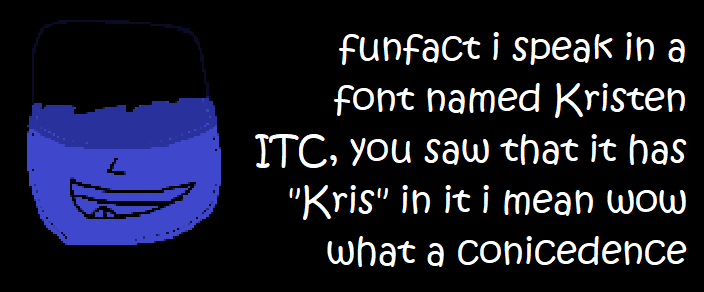 funfact i speak in a
font named Kristen
ITC, you saw that it has
"Kris" in it i mean wow
what a conicedence